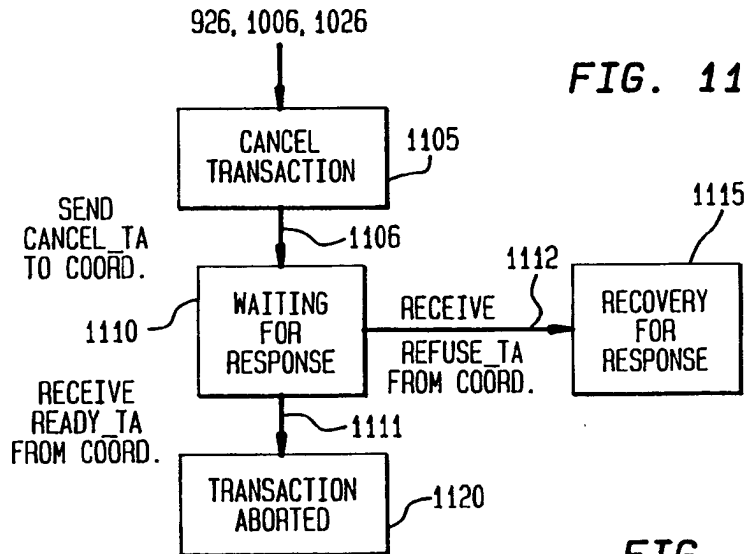 926, 1006, 1026
FIG. 11
CANCEL
TRANSACTION
1105
SEND
CANCEL_TA
TO COORD.
1106
1110
WAITING
FOR
RESPONSE
RECEIVE
REFUSE_TA
FROM COORD.
1112
1115
RECOVERY
FOR
RESPONSE
RECEIVE
READY_TA
FROM COORD.
1111
TRANSACTION
ABORTED
1120
FIG.